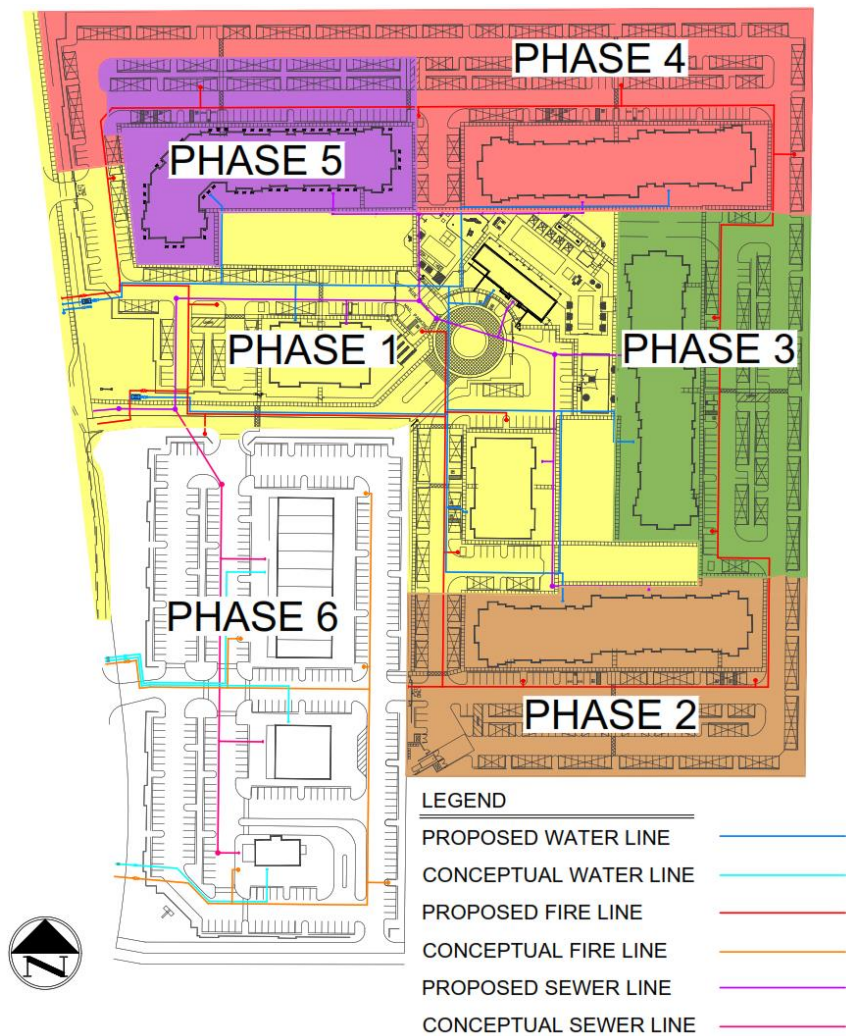 PHASE 4
PHASE 5
PHASE 1
PHASE 3
PHASE 6
PHASE 2
LEGEND
PROPOSED WATER LINE
CONCEPTUAL WATER LINE
PROPOSED FIRE LINE
CONCEPTUAL FIRE LINE
PROPOSED SEWER LINE
CONCEPTUAL SEWER LINE
N